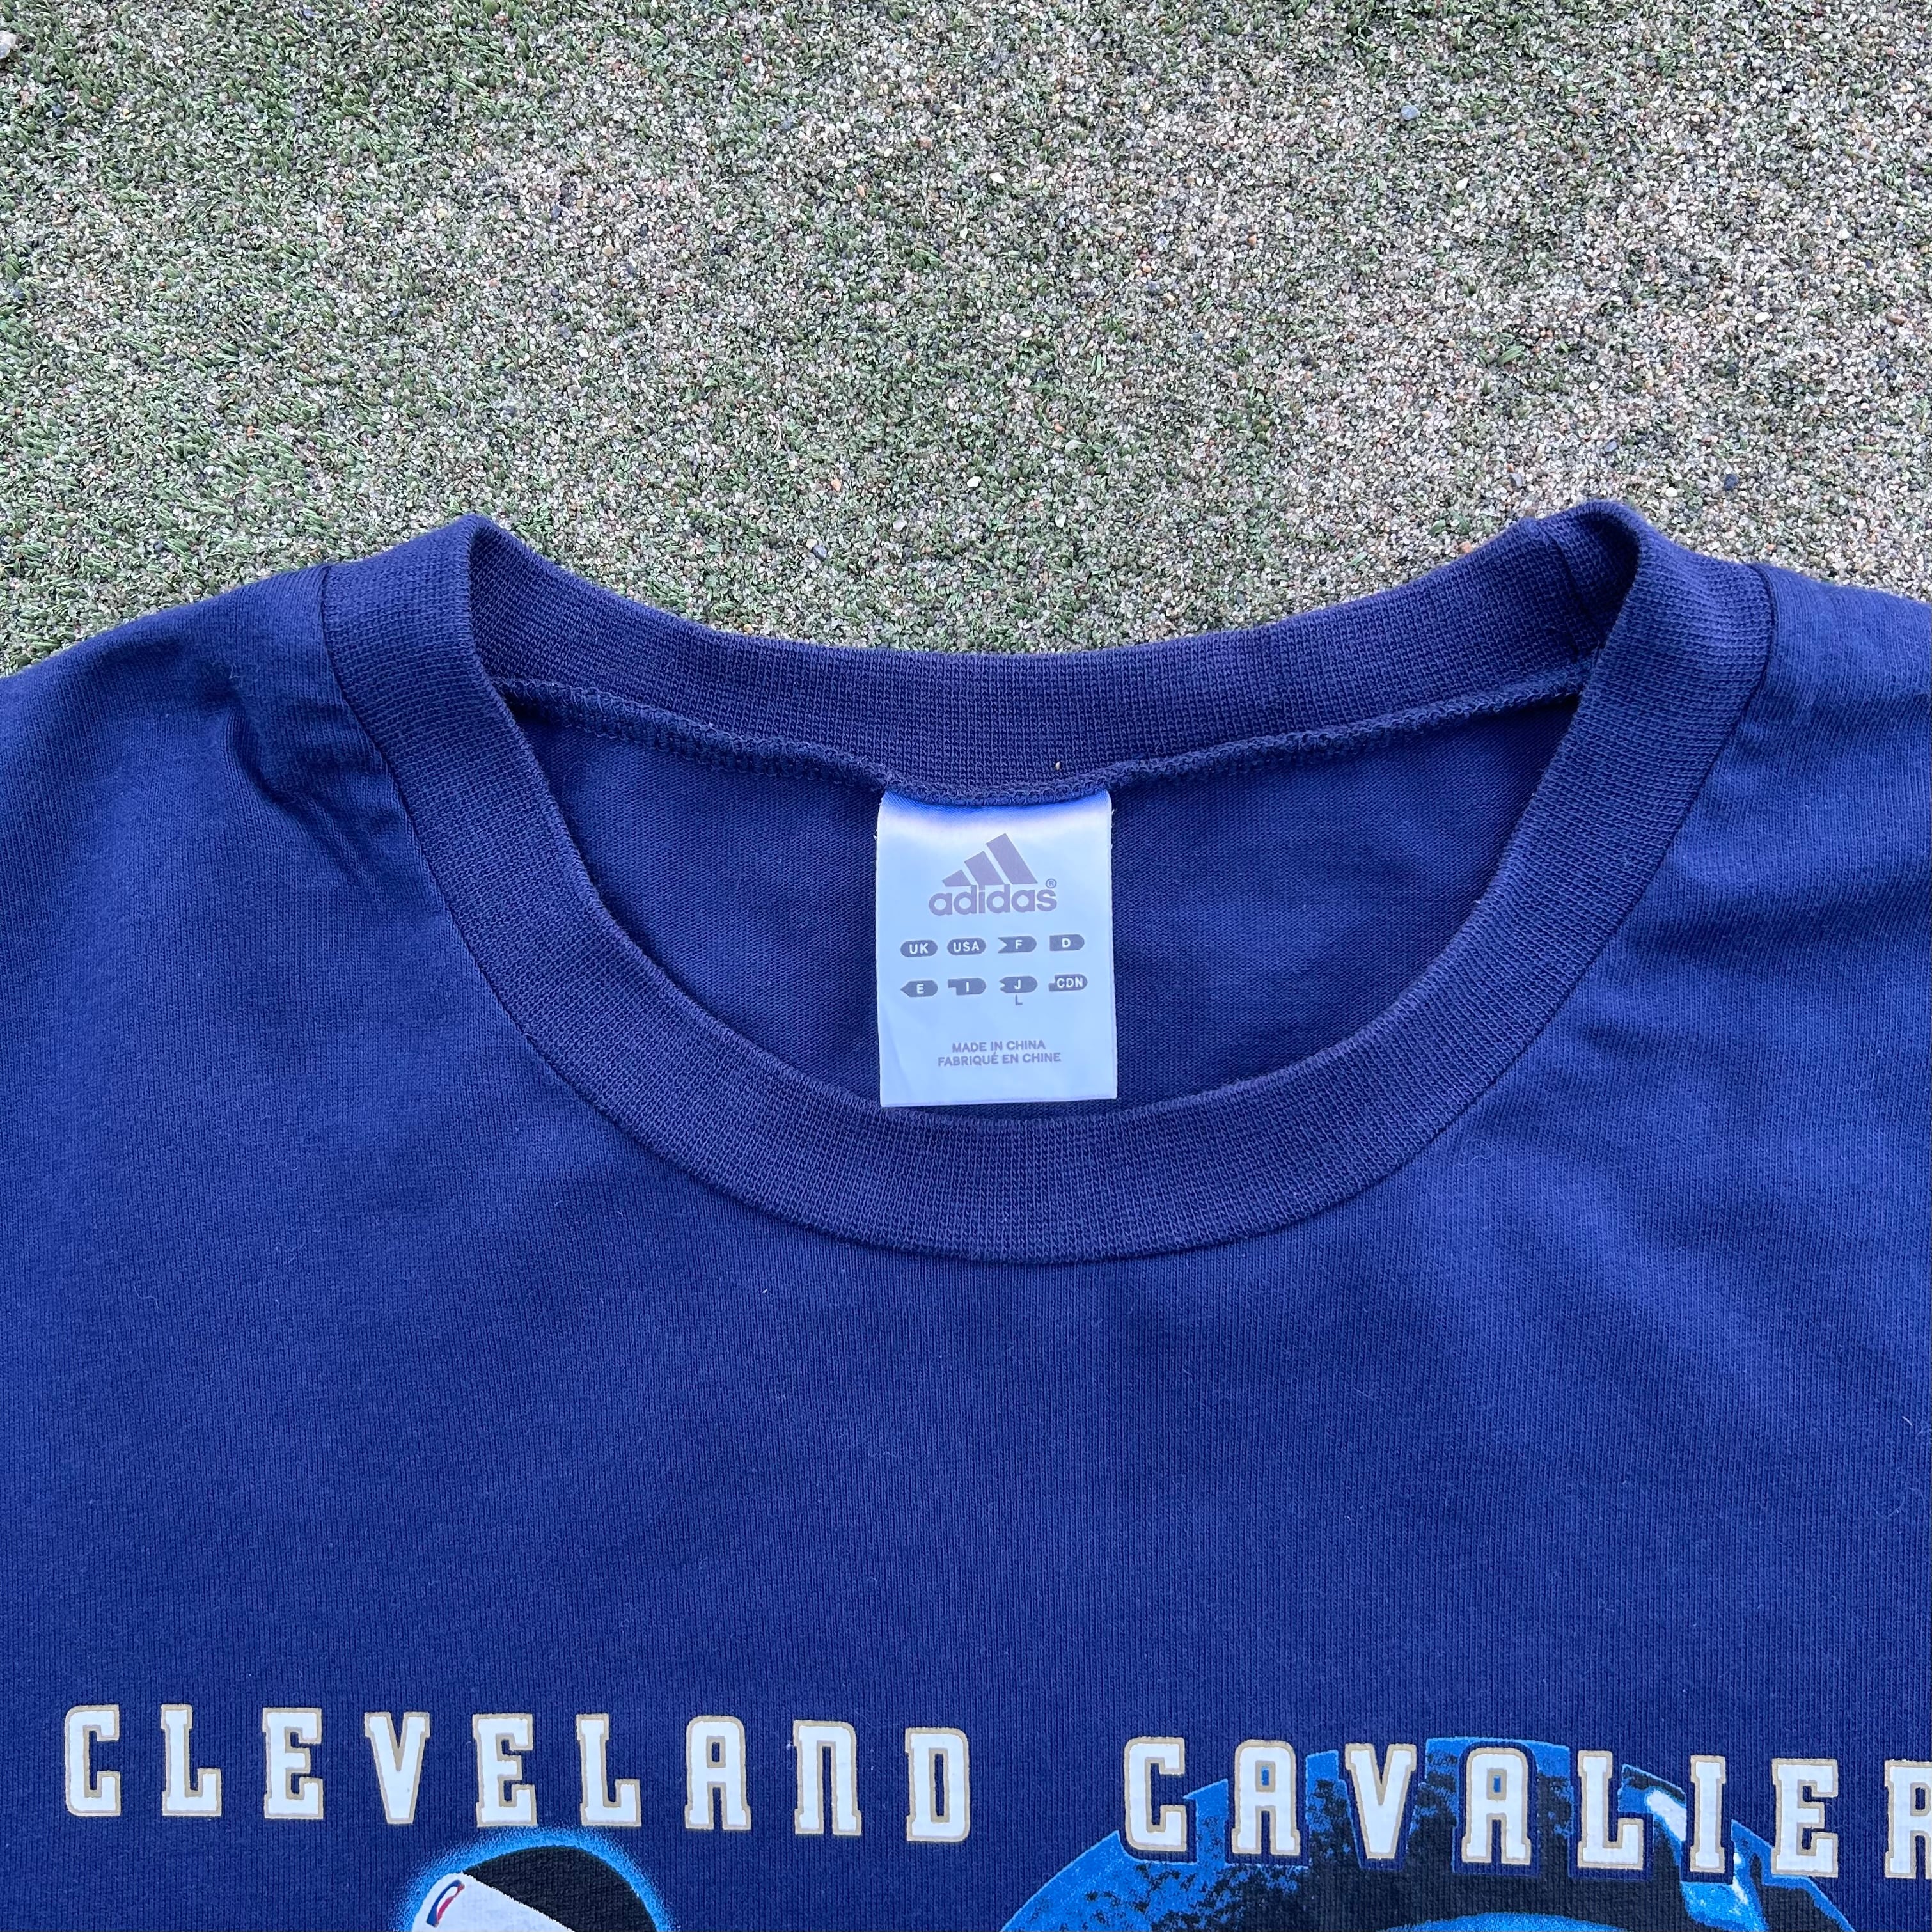 adidas®
UK USA F D
E I J CDN
L
MADE IN CHINA
FABRIQUÉ EN CHINE
CLEVELAND CAVALIER